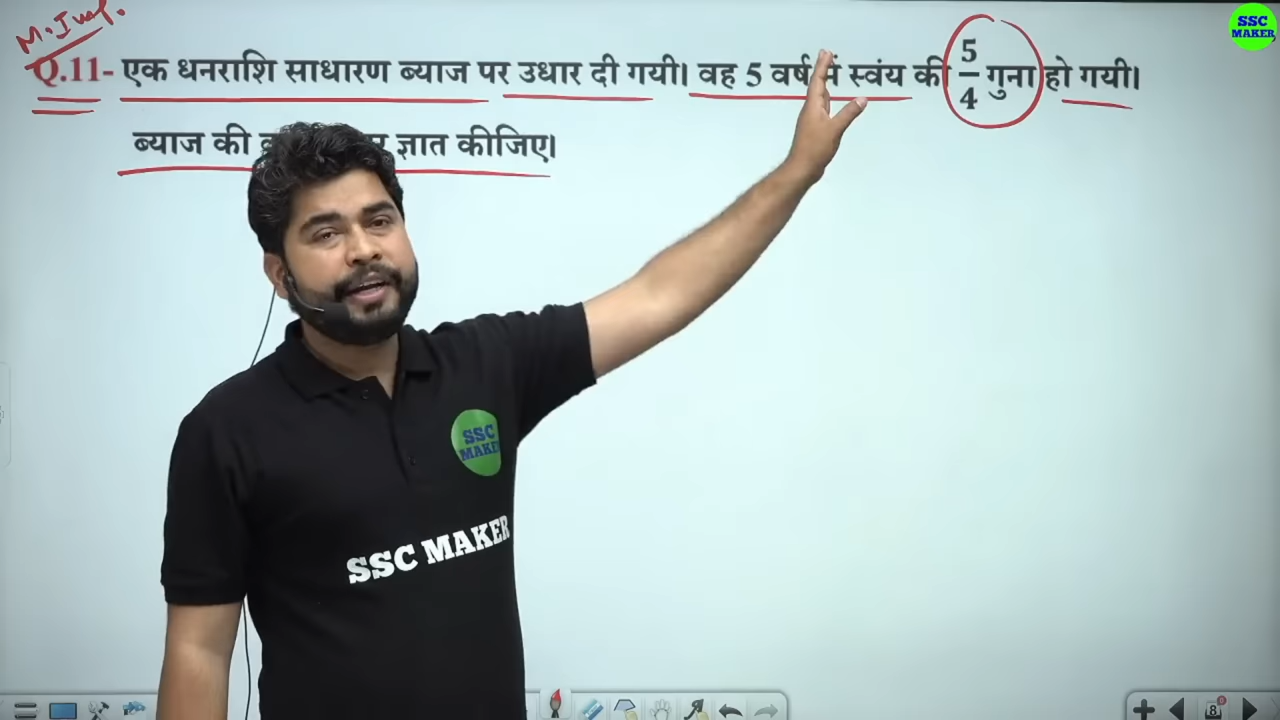 SSC
MAKER
M. Imp.
Q.11- एक धनराशि साधारण ब्याज पर उधार दी गयी। वह 5 वर्ष में स्वंय की 5/4 गुना हो गयी।
ब्याज की ज्ञात कीजिए।
SSC
MAKER
SSC MAKER
8